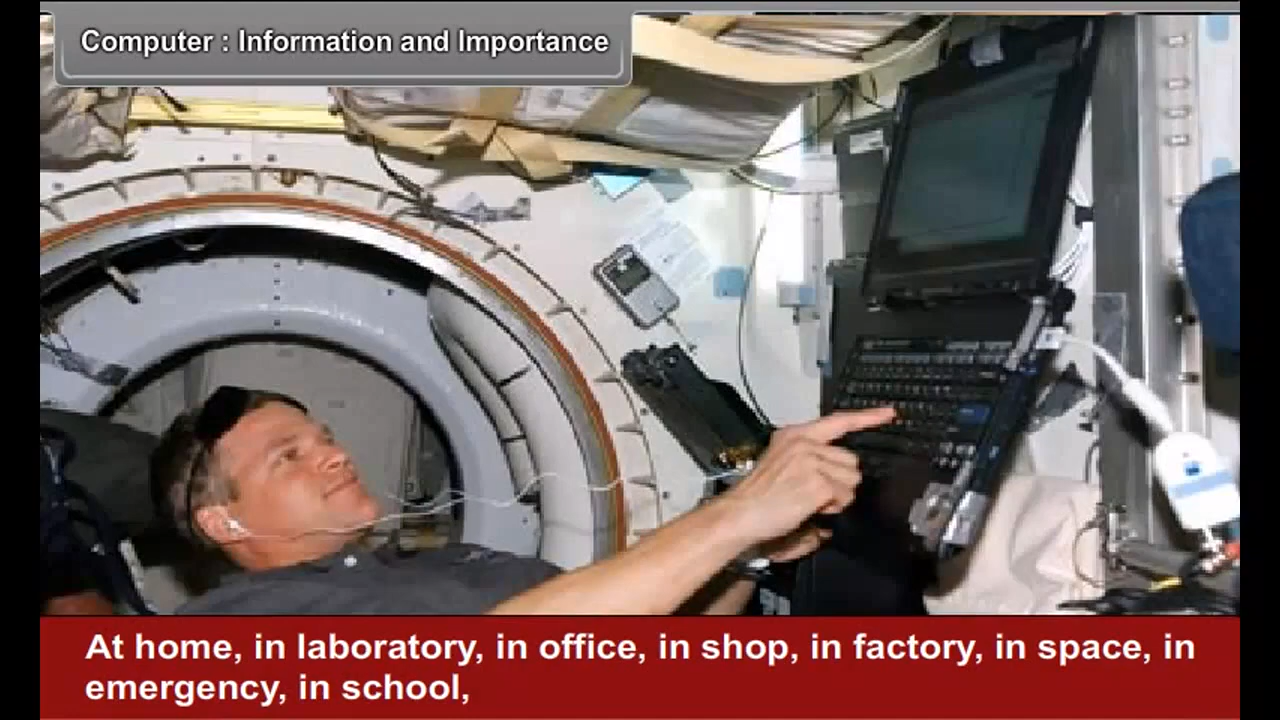 Computer : Information and Importance
At home, in laboratory, in office, in shop, in factory, in space, in
emergency, in school,